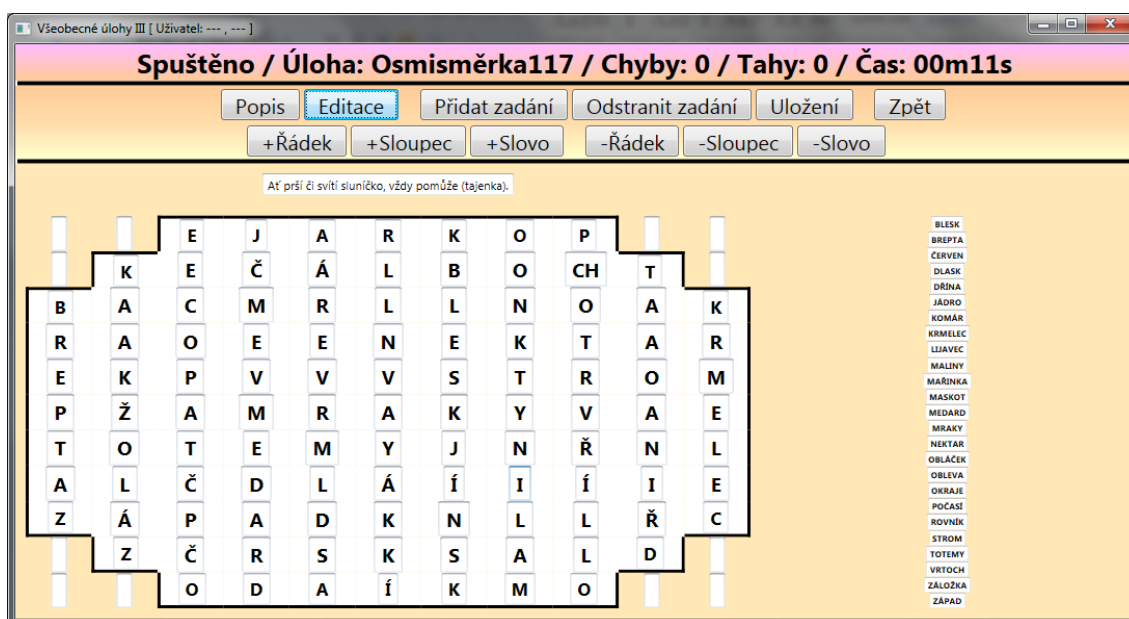 Všeobecné úlohy III [ Uživatel: --- , --- ]
Spuštěno / Úloha: Osmisměrka117 / Chyby: 0 / Tahy: 0 / Čas: 00m11s
Popis Editace Přidat zadání Odstranit zadání Uložení Zpět
+Řádek +Sloupec +Slovo -Řádek -Sloupec -Slovo
Ať prší či svítí sluníčko, vždy pomůže (tajenka).
E J A R K O P
K E Č Á L B O CH T
B A C M R L L N O A K
R A O E E N E K T A R
E K P V V V S T R O M
P Ž A M R A K Y V A E
T O T E M Y J N Ř N L
A L Č D L Á Í I Í I E
Z Á P A D K N L L Ř C
Z Č R S K S A L D
O D A Í K M O
BLESK
BREPTA
ČERVEN
DLASK
DŘÍNA
JÁDRO
KOMÁR
KRMELEC
LIJAVEC
MALINY
MAŘINKA
MASKOT
MEDARD
MRAKY
NEKTAR
OBLÁČEK
OBLEVA
OKRAJE
POČASÍ
ROVNÍK
STROM
TOTEMY
VRTOCH
ZÁLOŽKA
ZÁPAD